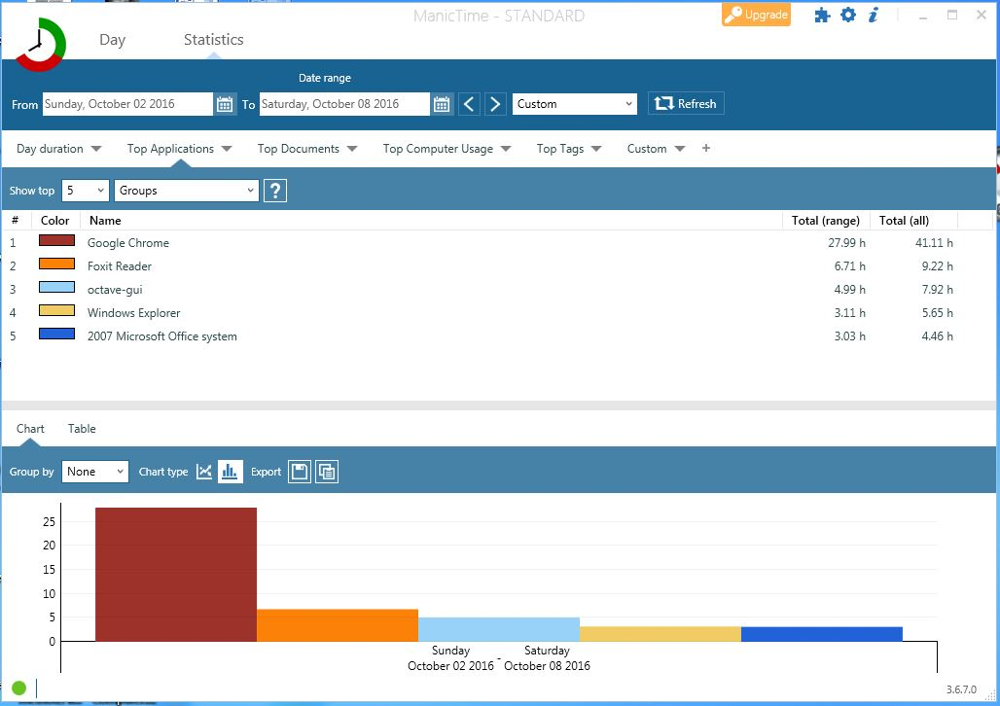 ManicTime - STANDARD
Upgrade
Day Statistics
Date range
From Sunday, October 02 2016 To Saturday, October 08 2016 Custom Refresh
Day duration Top Applications Top Documents Top Computer Usage Top Tags Custom +
Show top 5 Groups ?
# Color Name Total (range) Total (all)
1 Google Chrome 27.99 h 41.11 h
2 Foxit Reader 6.71 h 9.22 h
3 octave-gui 4.99 h 7.92 h
4 Windows Explorer 3.11 h 5.65 h
5 2007 Microsoft Office system 3.03 h 4.46 h
Chart Table
Group by None Chart type Export
25
20
15
10
5
0
Sunday Saturday
October 02 2016 - October 08 2016
3.6.7.0